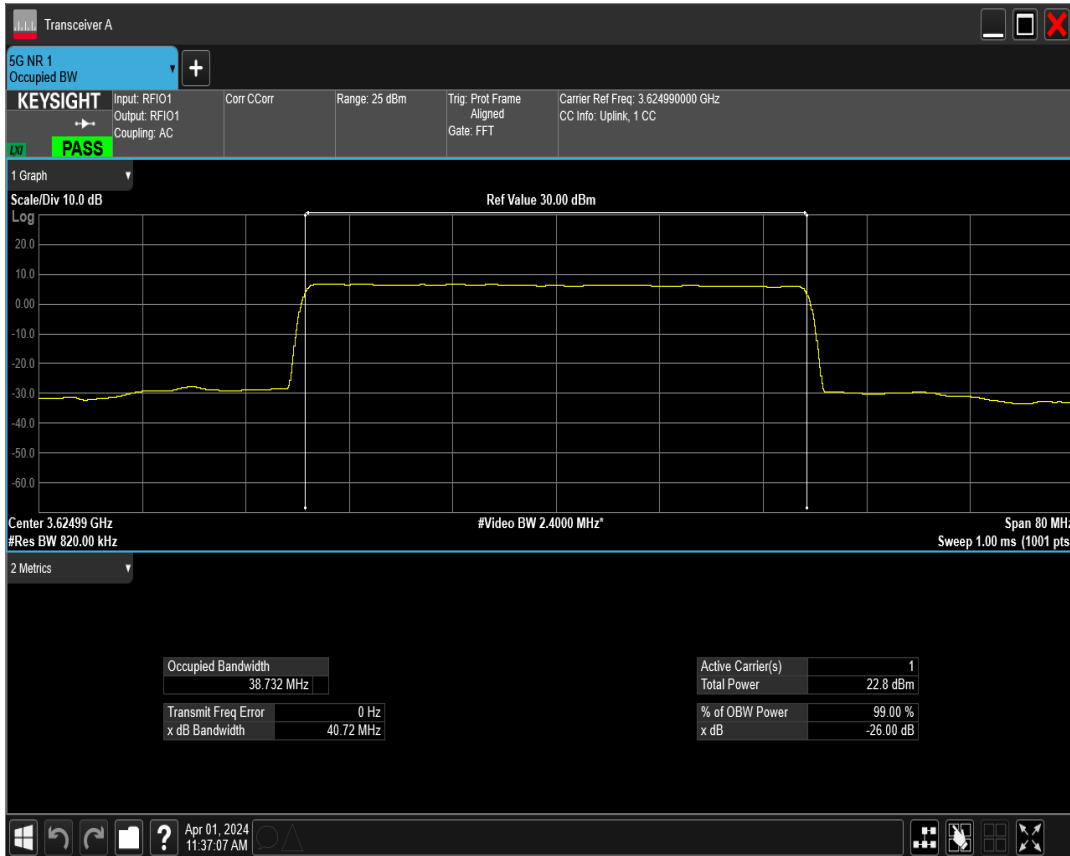 Transceiver A
5G NR 1
Occupied BW
KEYSIGHT
LXI
PASS
Input: RFIO1
Output: RFIO1
Coupling: AC
Corr CCorr
Range: 25 dBm
Trig: Prot Frame
Aligned
Gate: FFT
Carrier Ref Freq: 3.624990000 GHz
CC Info: Uplink, 1 CC
1 Graph
Scale/Div 10.0 dB
Ref Value 30.00 dBm
Log
20.0
10.0
0.00
-10.0
-20.0
-30.0
-40.0
-50.0
-60.0
Center 3.62499 GHz
#Video BW 2.4000 MHz*
Span 80 MHz
#Res BW 820.00 kHz
Sweep 1.00 ms (1001 pts
2 Metrics
Occupied Bandwidth
38.732 MHz
Transmit Freq Error 0 Hz
x dB Bandwidth 40.72 MHz
Active Carrier(s) 1
Total Power 22.8 dBm
% of OBW Power 99.00 %
x dB -26.00 dB
?
Apr 01, 2024
11:37:07 AM